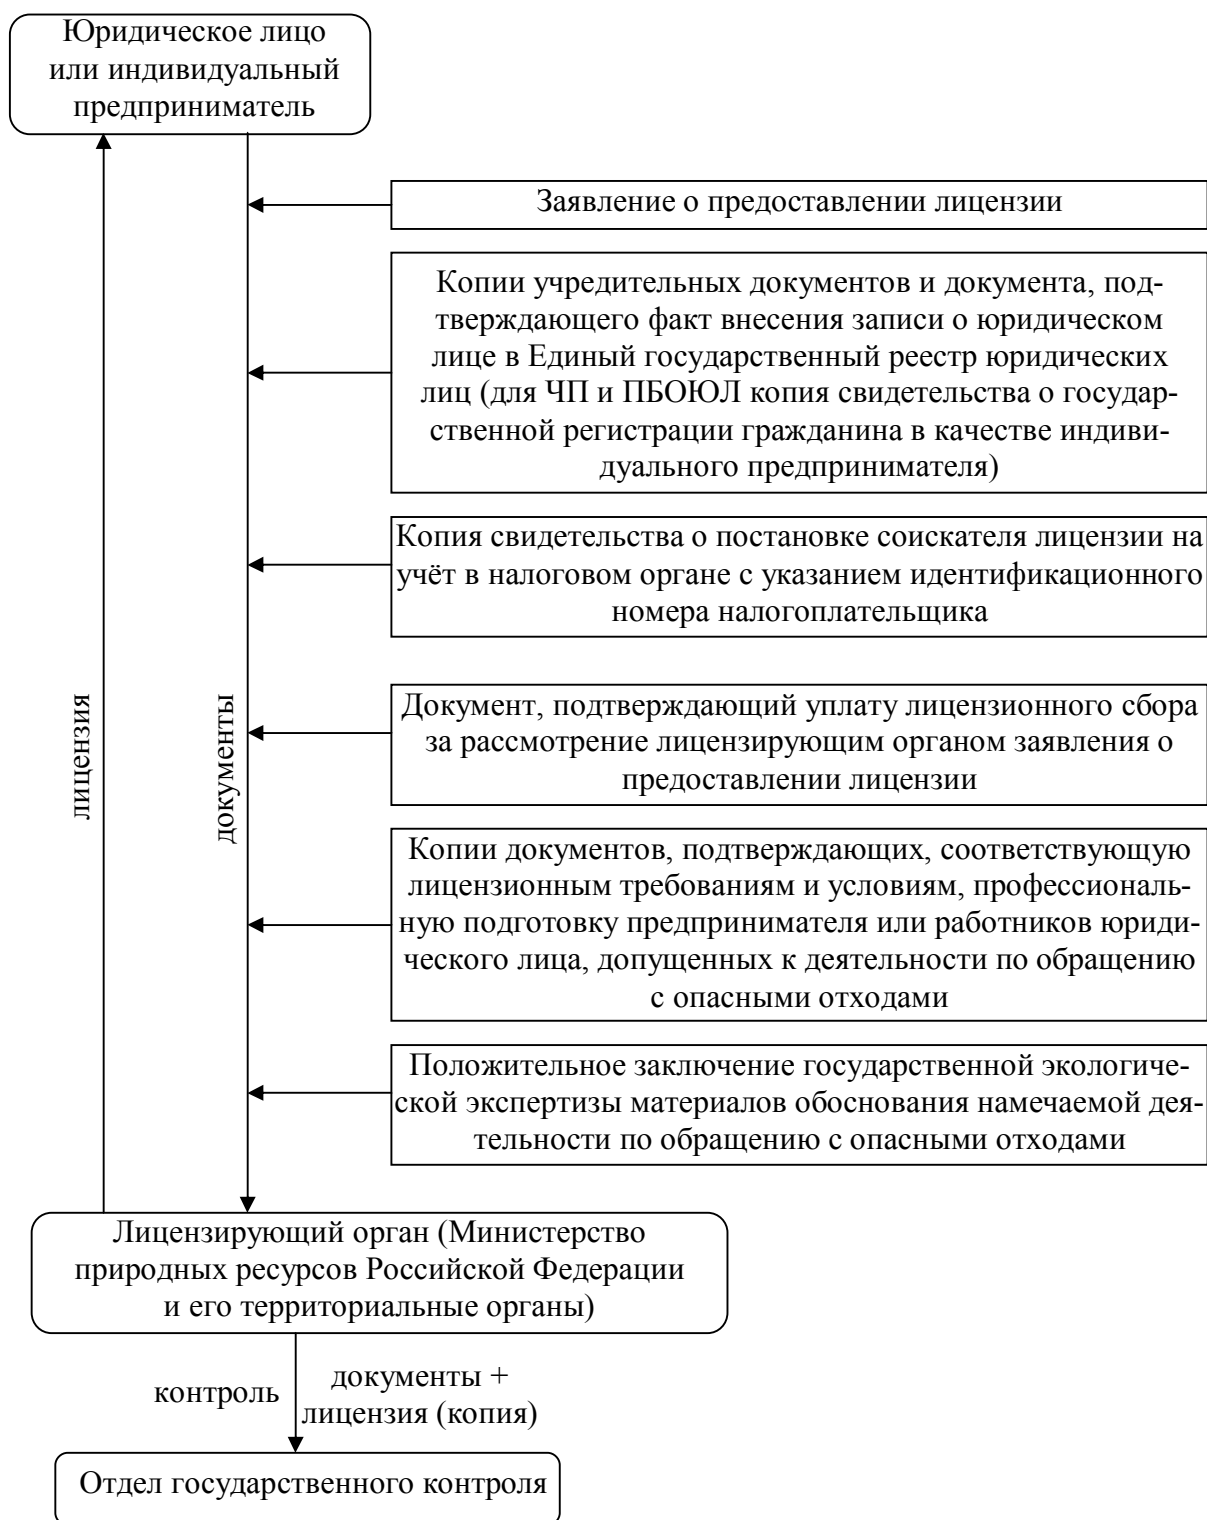 Юридическое лицо
или индивидуальный
предприниматель
Заявление о предоставлении лицензии
Копии учредительных документов и документа, под-
тверждающего факт внесения записи о юридическом
лице в Единый государственный реестр юридических
лиц (для ЧП и ПБОЮЛ копия свидетельства о государ-
ственной регистрации гражданина в качестве индиви-
дуального предпринимателя)
Копия свидетельства о постановке соискателя лицензии на
учёт в налоговом органе с указанием идентификационного
номера налогоплательщика
лицензия
документы
Документ, подтверждающий уплату лицензионного сбора
за рассмотрение лицензирующим органом заявления о
предоставлении лицензии
Копии документов, подтверждающих, соответствующую
лицензионным требованиям и условиям, профессиональ-
ную подготовку предпринимателя или работников юриди-
ческого лица, допущенных к деятельности по обращению
с опасными отходами
Положительное заключение государственной экологиче-
ской экспертизы материалов обоснования намечаемой дея-
тельности по обращению с опасными отходами
Лицензирующий орган (Министерство
природных ресурсов Российской Федерации
и его территориальные органы)
контроль
документы +
лицензия (копия)
Отдел государственного контроля